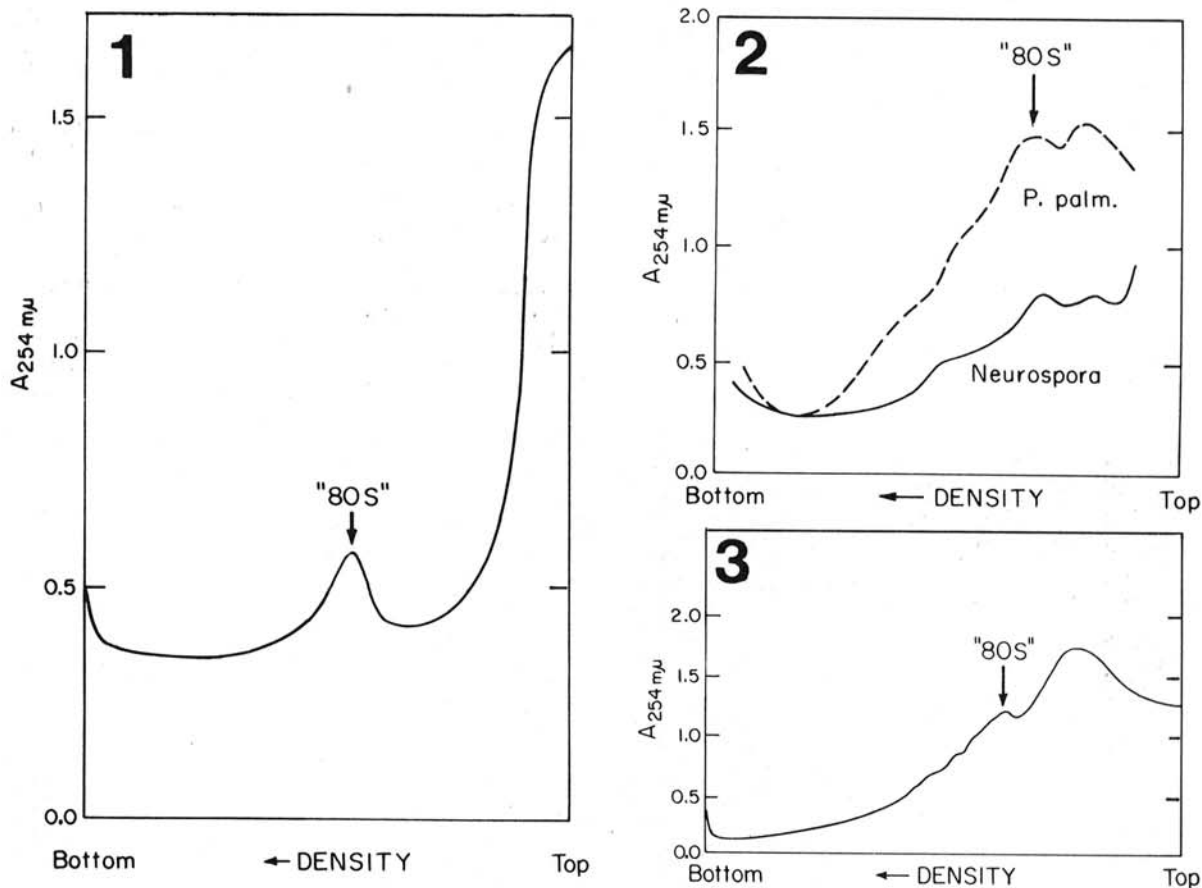 1
1.5
1.0
0.5
0.0
A254 mµ
"80S"
Bottom ← DENSITY Top
2
2.0
1.5
1.0
0.5
0.0
A254 mµ
"80S"
P. palm.
Neurospora
Bottom ← DENSITY Top
3
2.0
1.5
1.0
0.5
0.0
A254 mµ
"80S"
Bottom ← DENSITY Top